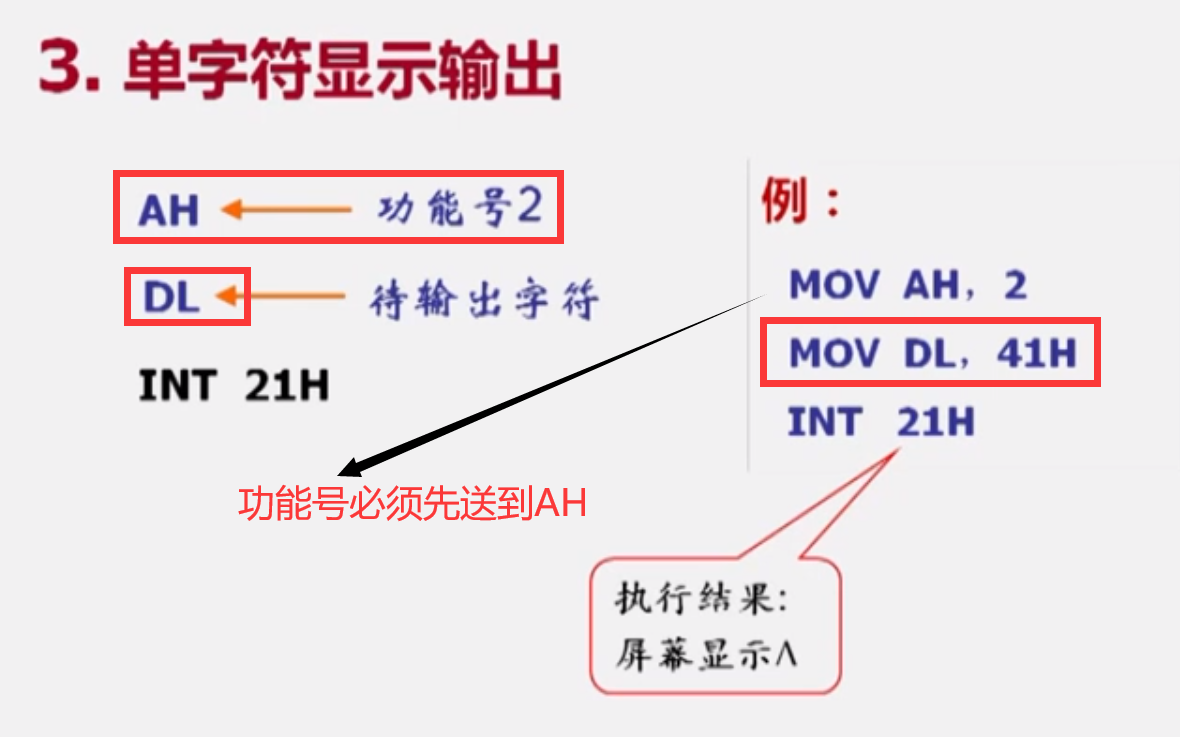 3. 单字符显示输出
AH 功能号2
DL 待输出字符
INT 21H
功能号必须先送到AH
例：
MOV AH，2
MOV DL，41H
INT 21H
执行结果:
屏幕显示A